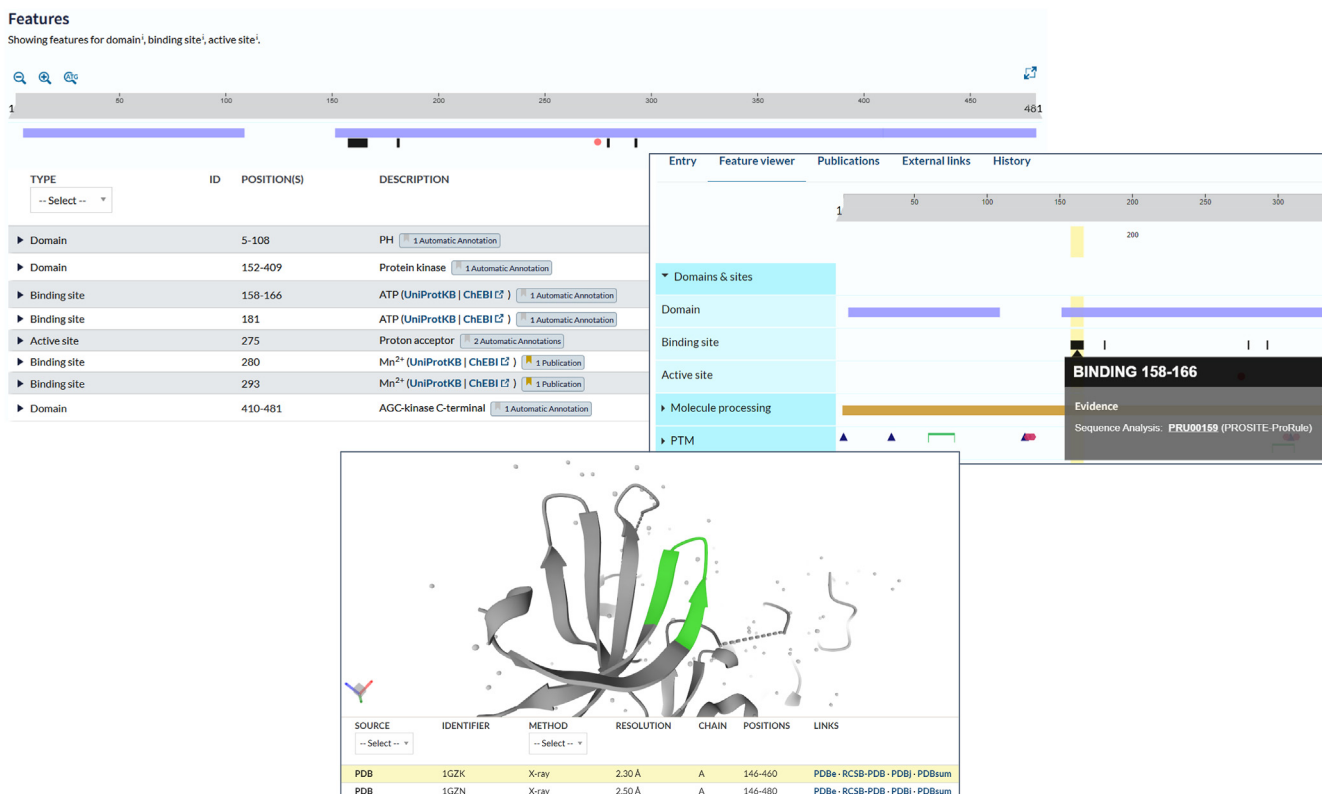 Features
Showing features for domainⁱ, binding siteⁱ, active siteⁱ.
ATG
50 100 150 200 250 300 350 400 450
1 481
TYPE ID POSITION(S) DESCRIPTION
-- Select --
Domain 5-108 PH 1 Automatic Annotation
Domain 152-409 Protein kinase 1 Automatic Annotation
Binding site 158-166 ATP (UniProtKB | ChEBI ) 1 Automatic Annotation
Binding site 181 ATP (UniProtKB | ChEBI ) 1 Automatic Annotation
Active site 275 Proton acceptor 2 Automatic Annotations
Binding site 280 Mn²⁺ (UniProtKB | ChEBI ) 1 Publication
Binding site 293 Mn²⁺ (UniProtKB | ChEBI ) 1 Publication
Domain 410-481 AGC-kinase C-terminal 1 Automatic Annotation
Entry Feature viewer Publications External links History
50 100 150 200 250 300
1
200
Domains & sites
Domain
Binding site
Active site
Molecule processing
PTM
BINDING 158-166
Evidence
Sequence Analysis: PRU00159 (PROSITE-ProRule)
SOURCE IDENTIFIER METHOD RESOLUTION CHAIN POSITIONS LINKS
-- Select -- -- Select --
PDB 1GZK X-ray 2.30 Å A 146-460 PDBe · RCSB-PDB · PDBj · PDBsum
PDB 1GZN X-ray 2.50 Å A 146-480 PDBe · RCSB-PDB · PDBj · PDBsum